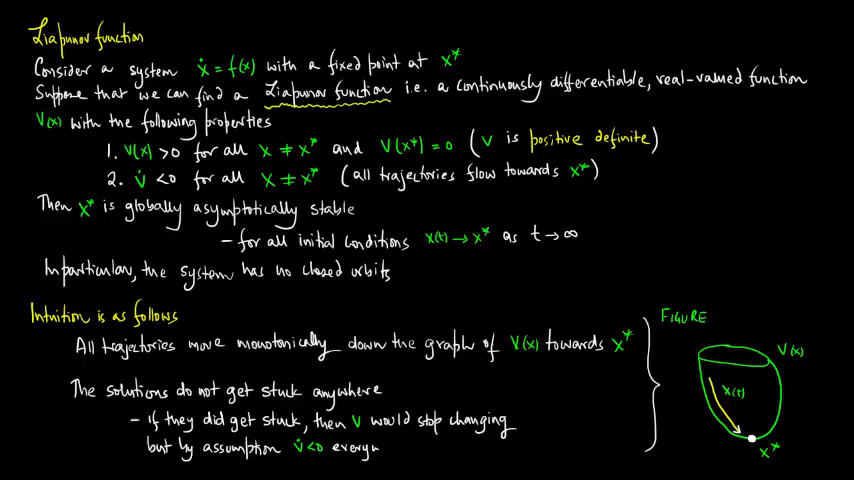 Liapunov function
Consider a system ẋ = f(x) with a fixed point at x*
Suppose that we can find a Liapunov function i.e. a continuously differentiable, real-valued function
V(x) with the following properties
1. V(x) > 0 for all x ≠ x* and V(x*) = 0 (V is positive definite)
2. V̇ < 0 for all x ≠ x* (all trajectories flow towards x*)
Then x* is globally asymptotically stable
- for all initial conditions x(t) → x* as t → ∞
In particular, the system has no closed orbits
Intuition is as follows
All trajectories move monotonically down the graph of V(x) towards x*
The solutions do not get stuck anywhere
- If they did get stuck, then V would stop changing
but by assumption V̇ < 0 everyw
FIGURE
V(x)
x(t)
x*